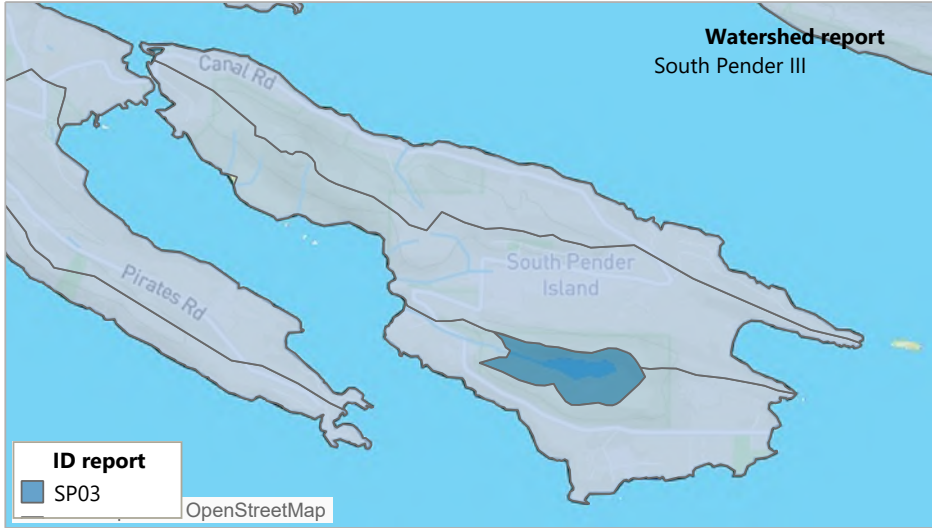 Watershed report
South Pender III
Canal Rd
South Pender
Island
Pirates Rd
ID report
SP03
OpenStreetMap